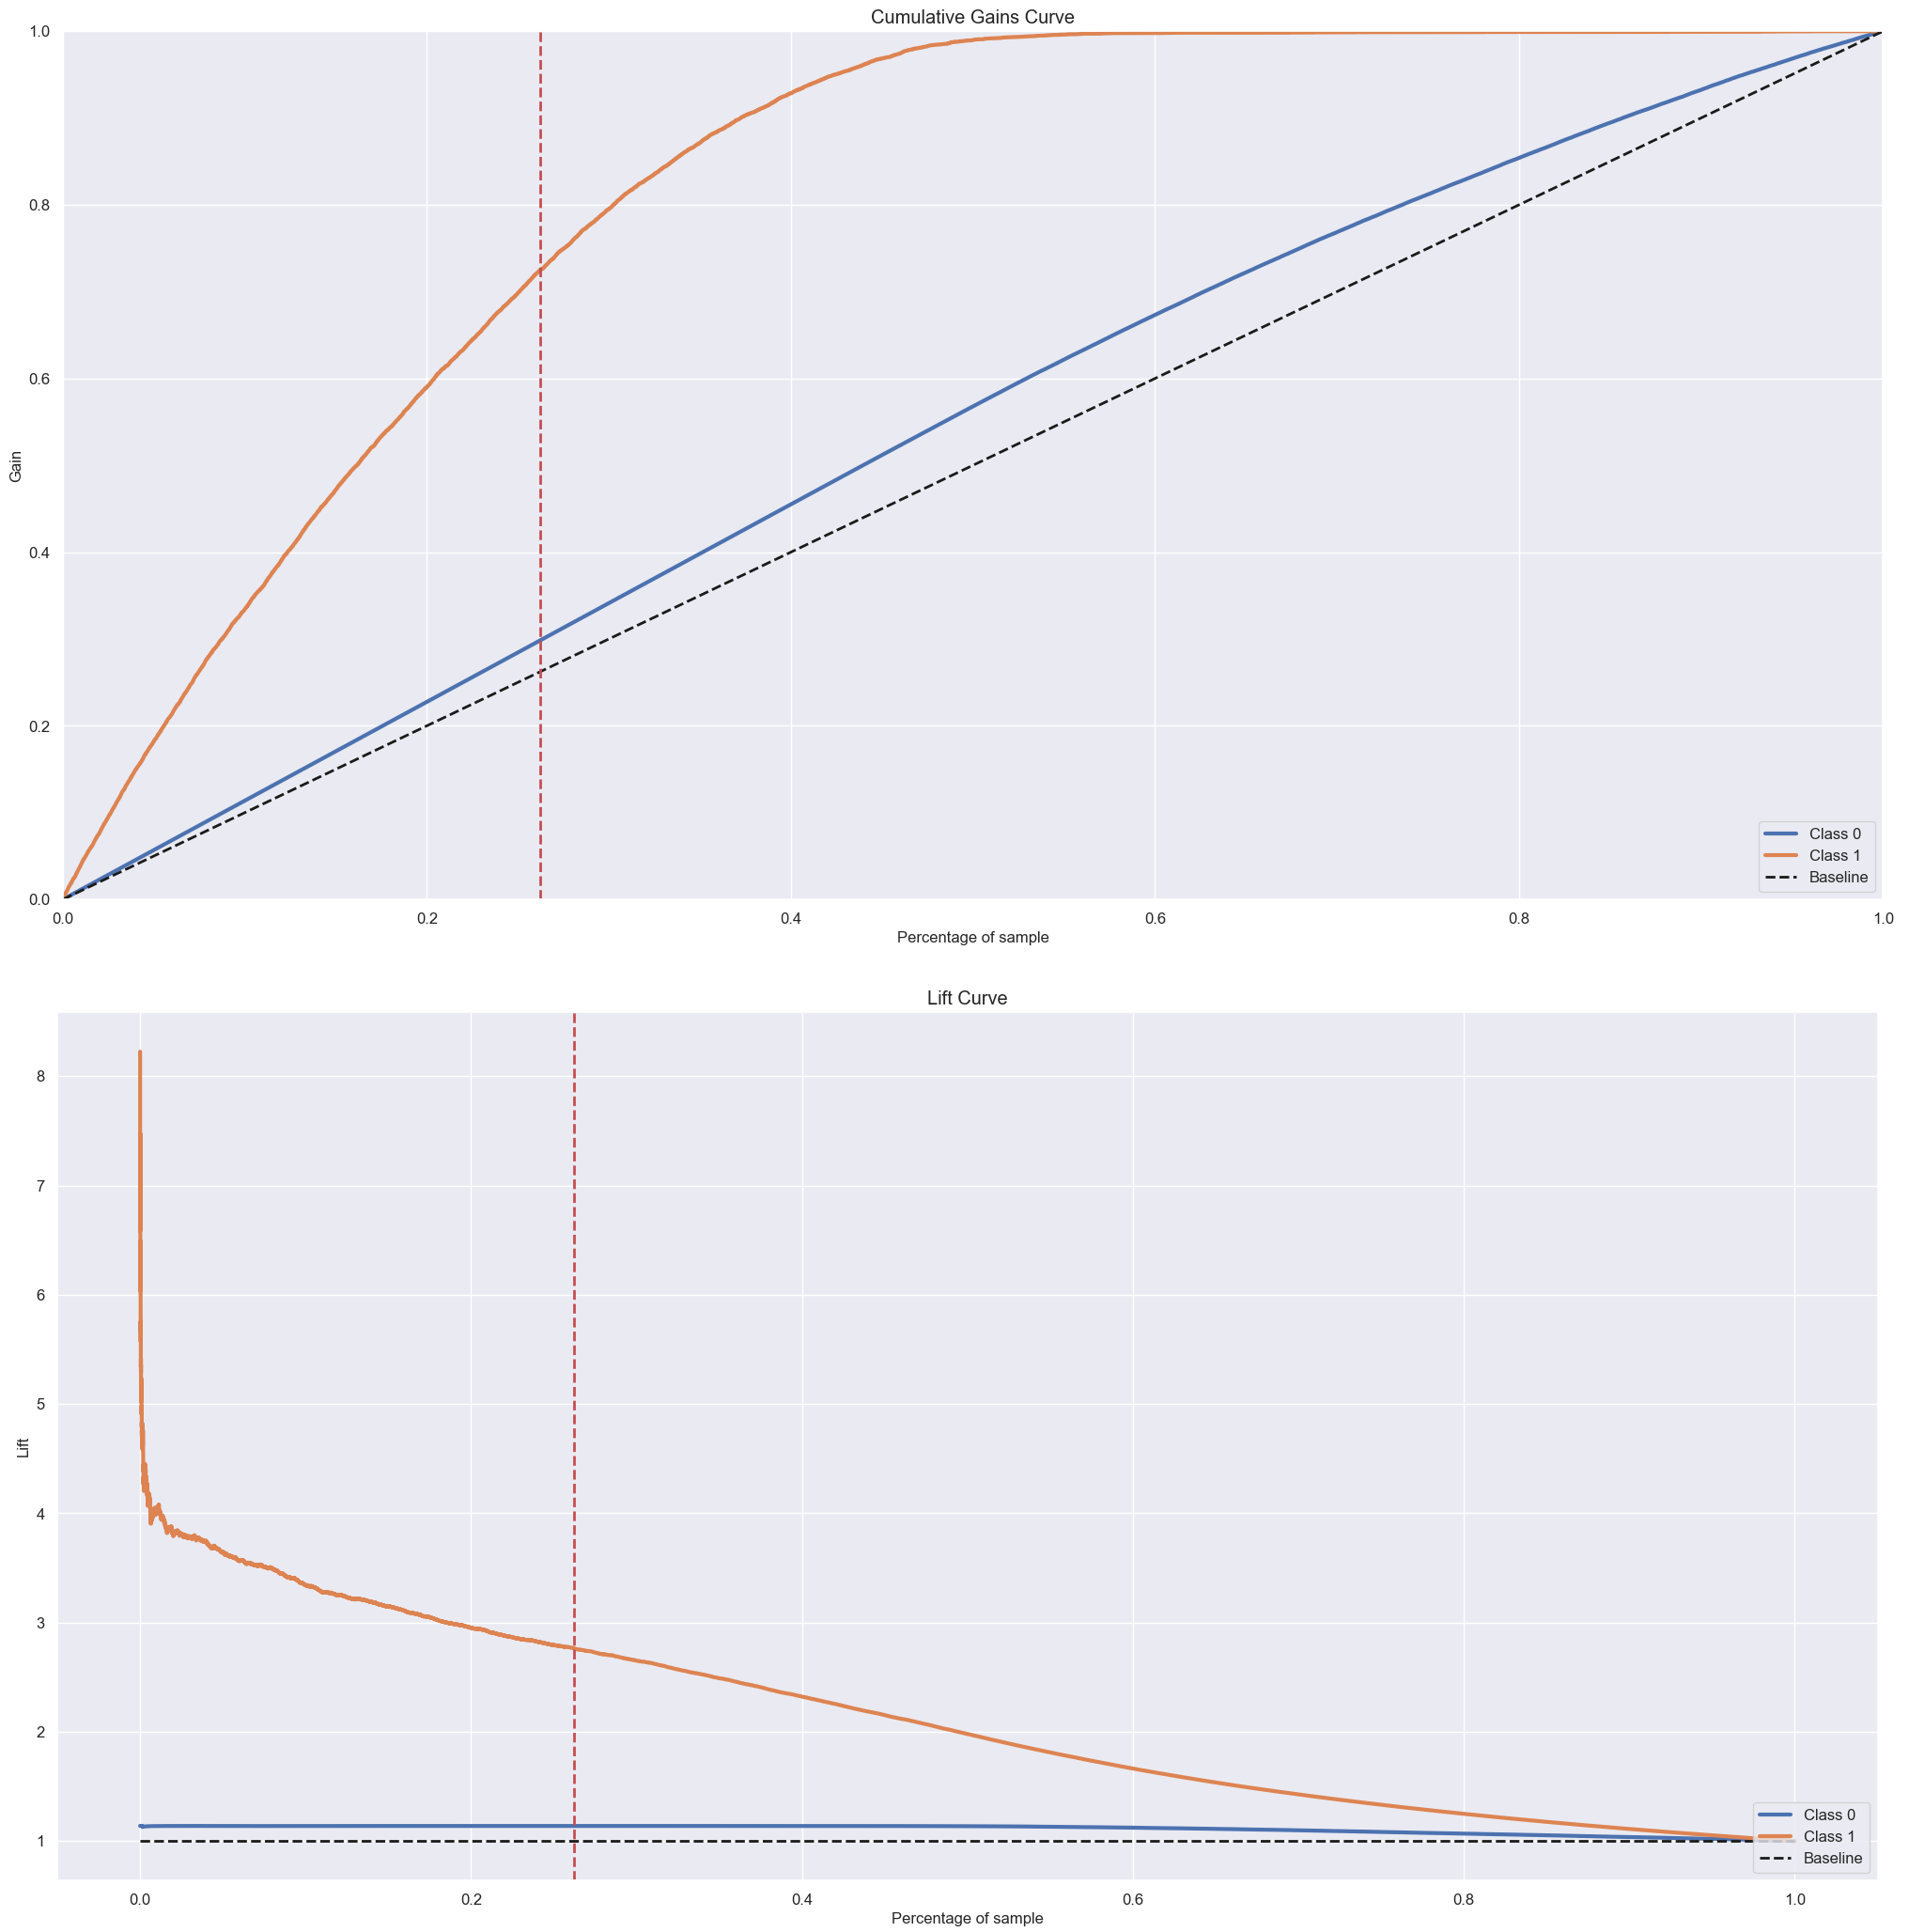 Cumulative Gains Curve
1.0
0.8
0.6
0.4
0.2
0.0
Gain
0.0 0.2 0.4 0.6 0.8 1.0
Percentage of sample
Class 0
Class 1
Baseline
Lift Curve
8
7
6
5
4
3
2
1
Lift
0.0 0.2 0.4 0.6 0.8 1.0
Percentage of sample
Class 0
Class 1
Baseline